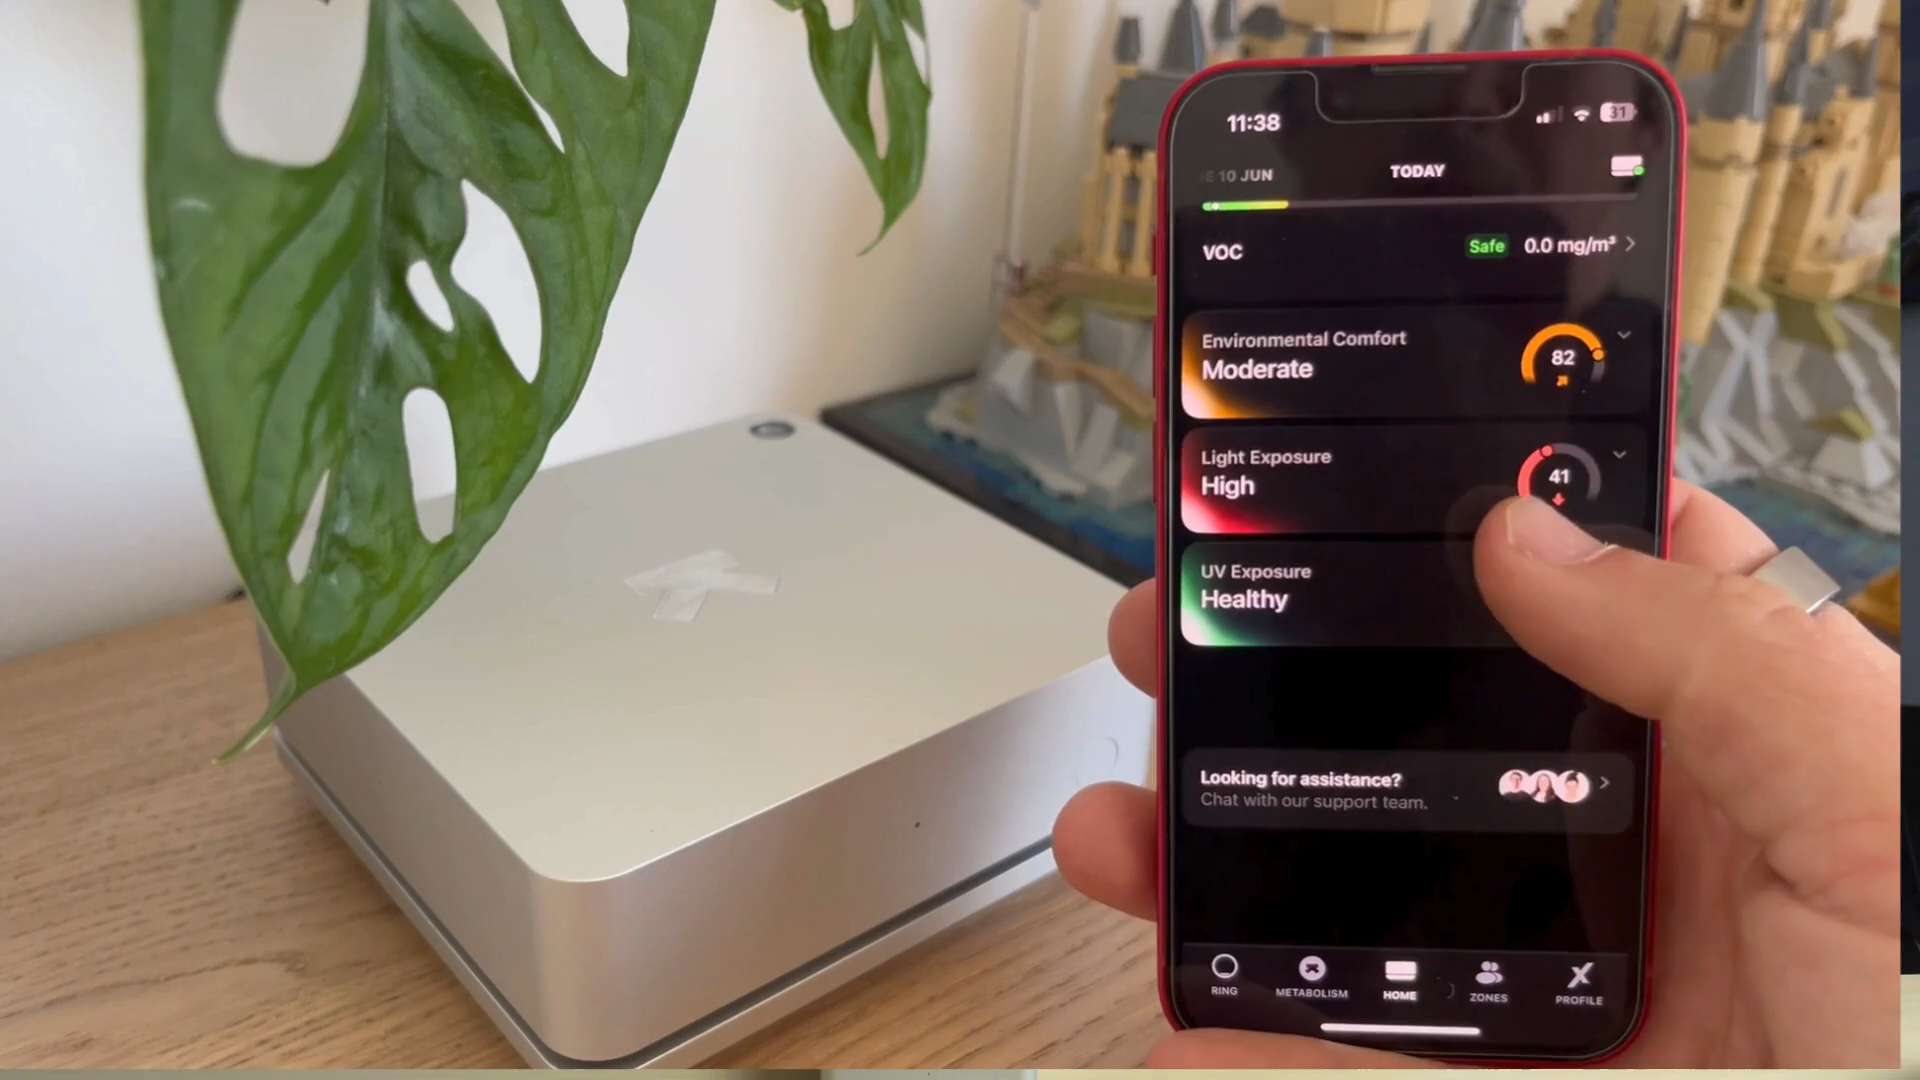 11:38
31
E 10 JUN
TODAY
VOC
Safe
0.0 mg/m³
Environmental Comfort
Moderate
82
Light Exposure
High
41
UV Exposure
Healthy
Looking for assistance?
Chat with our support team.
RING
METABOLISM
HOME
ZONES
PROFILE